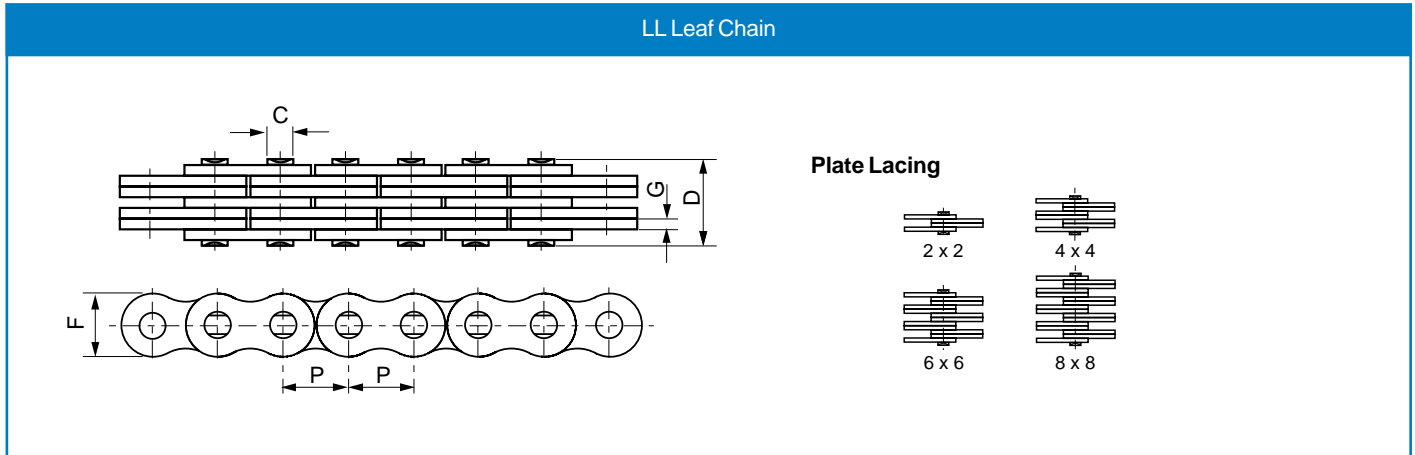 LL Leaf Chain
C
G
D
F
P
P
Plate Lacing
2 x 2
4 x 4
6 x 6
8 x 8